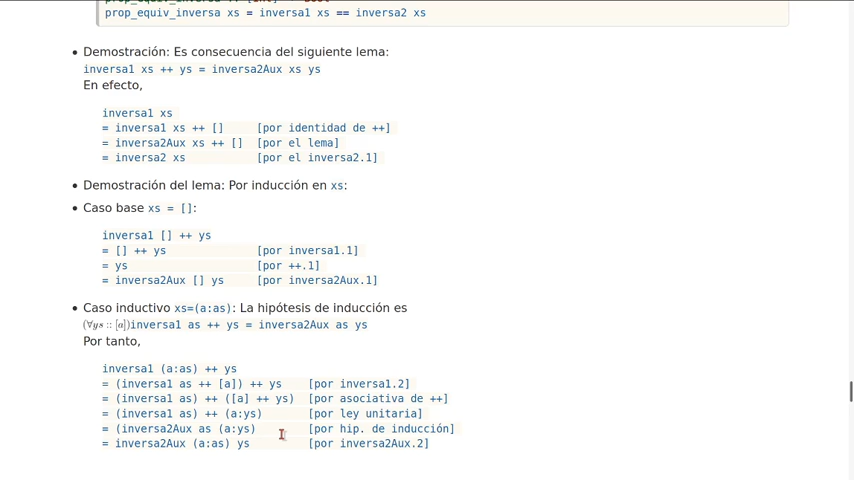 prop_equiv_inversa xs = inversa1 xs == inversa2 xs
• Demostración: Es consecuencia del siguiente lema:
inversa1 xs ++ ys = inversa2Aux xs ys
En efecto,
inversa1 xs
= inversa1 xs ++ [] [por identidad de ++]
= inversa2Aux xs ++ [] [por el lema]
= inversa2 xs [por el inversa2.1]
• Demostración del lema: Por inducción en xs:
• Caso base xs = []:
inversa1 [] ++ ys
= [] ++ ys [por inversa1.1]
= ys [por ++.1]
= inversa2Aux [] ys [por inversa2Aux.1]
• Caso inductivo xs=(a:as): La hipótesis de inducción es
(∀ys :: [a])inversa1 as ++ ys = inversa2Aux as ys
Por tanto,
inversa1 (a:as) ++ ys
= (inversa1 as ++ [a]) ++ ys [por inversa1.2]
= (inversa1 as) ++ ([a] ++ ys) [por asociativa de ++]
= (inversa1 as) ++ (a:ys) [por ley unitaria]
= (inversa2Aux as (a:ys) [por hip. de inducción]
= inversa2Aux (a:as) ys [por inversa2Aux.2]